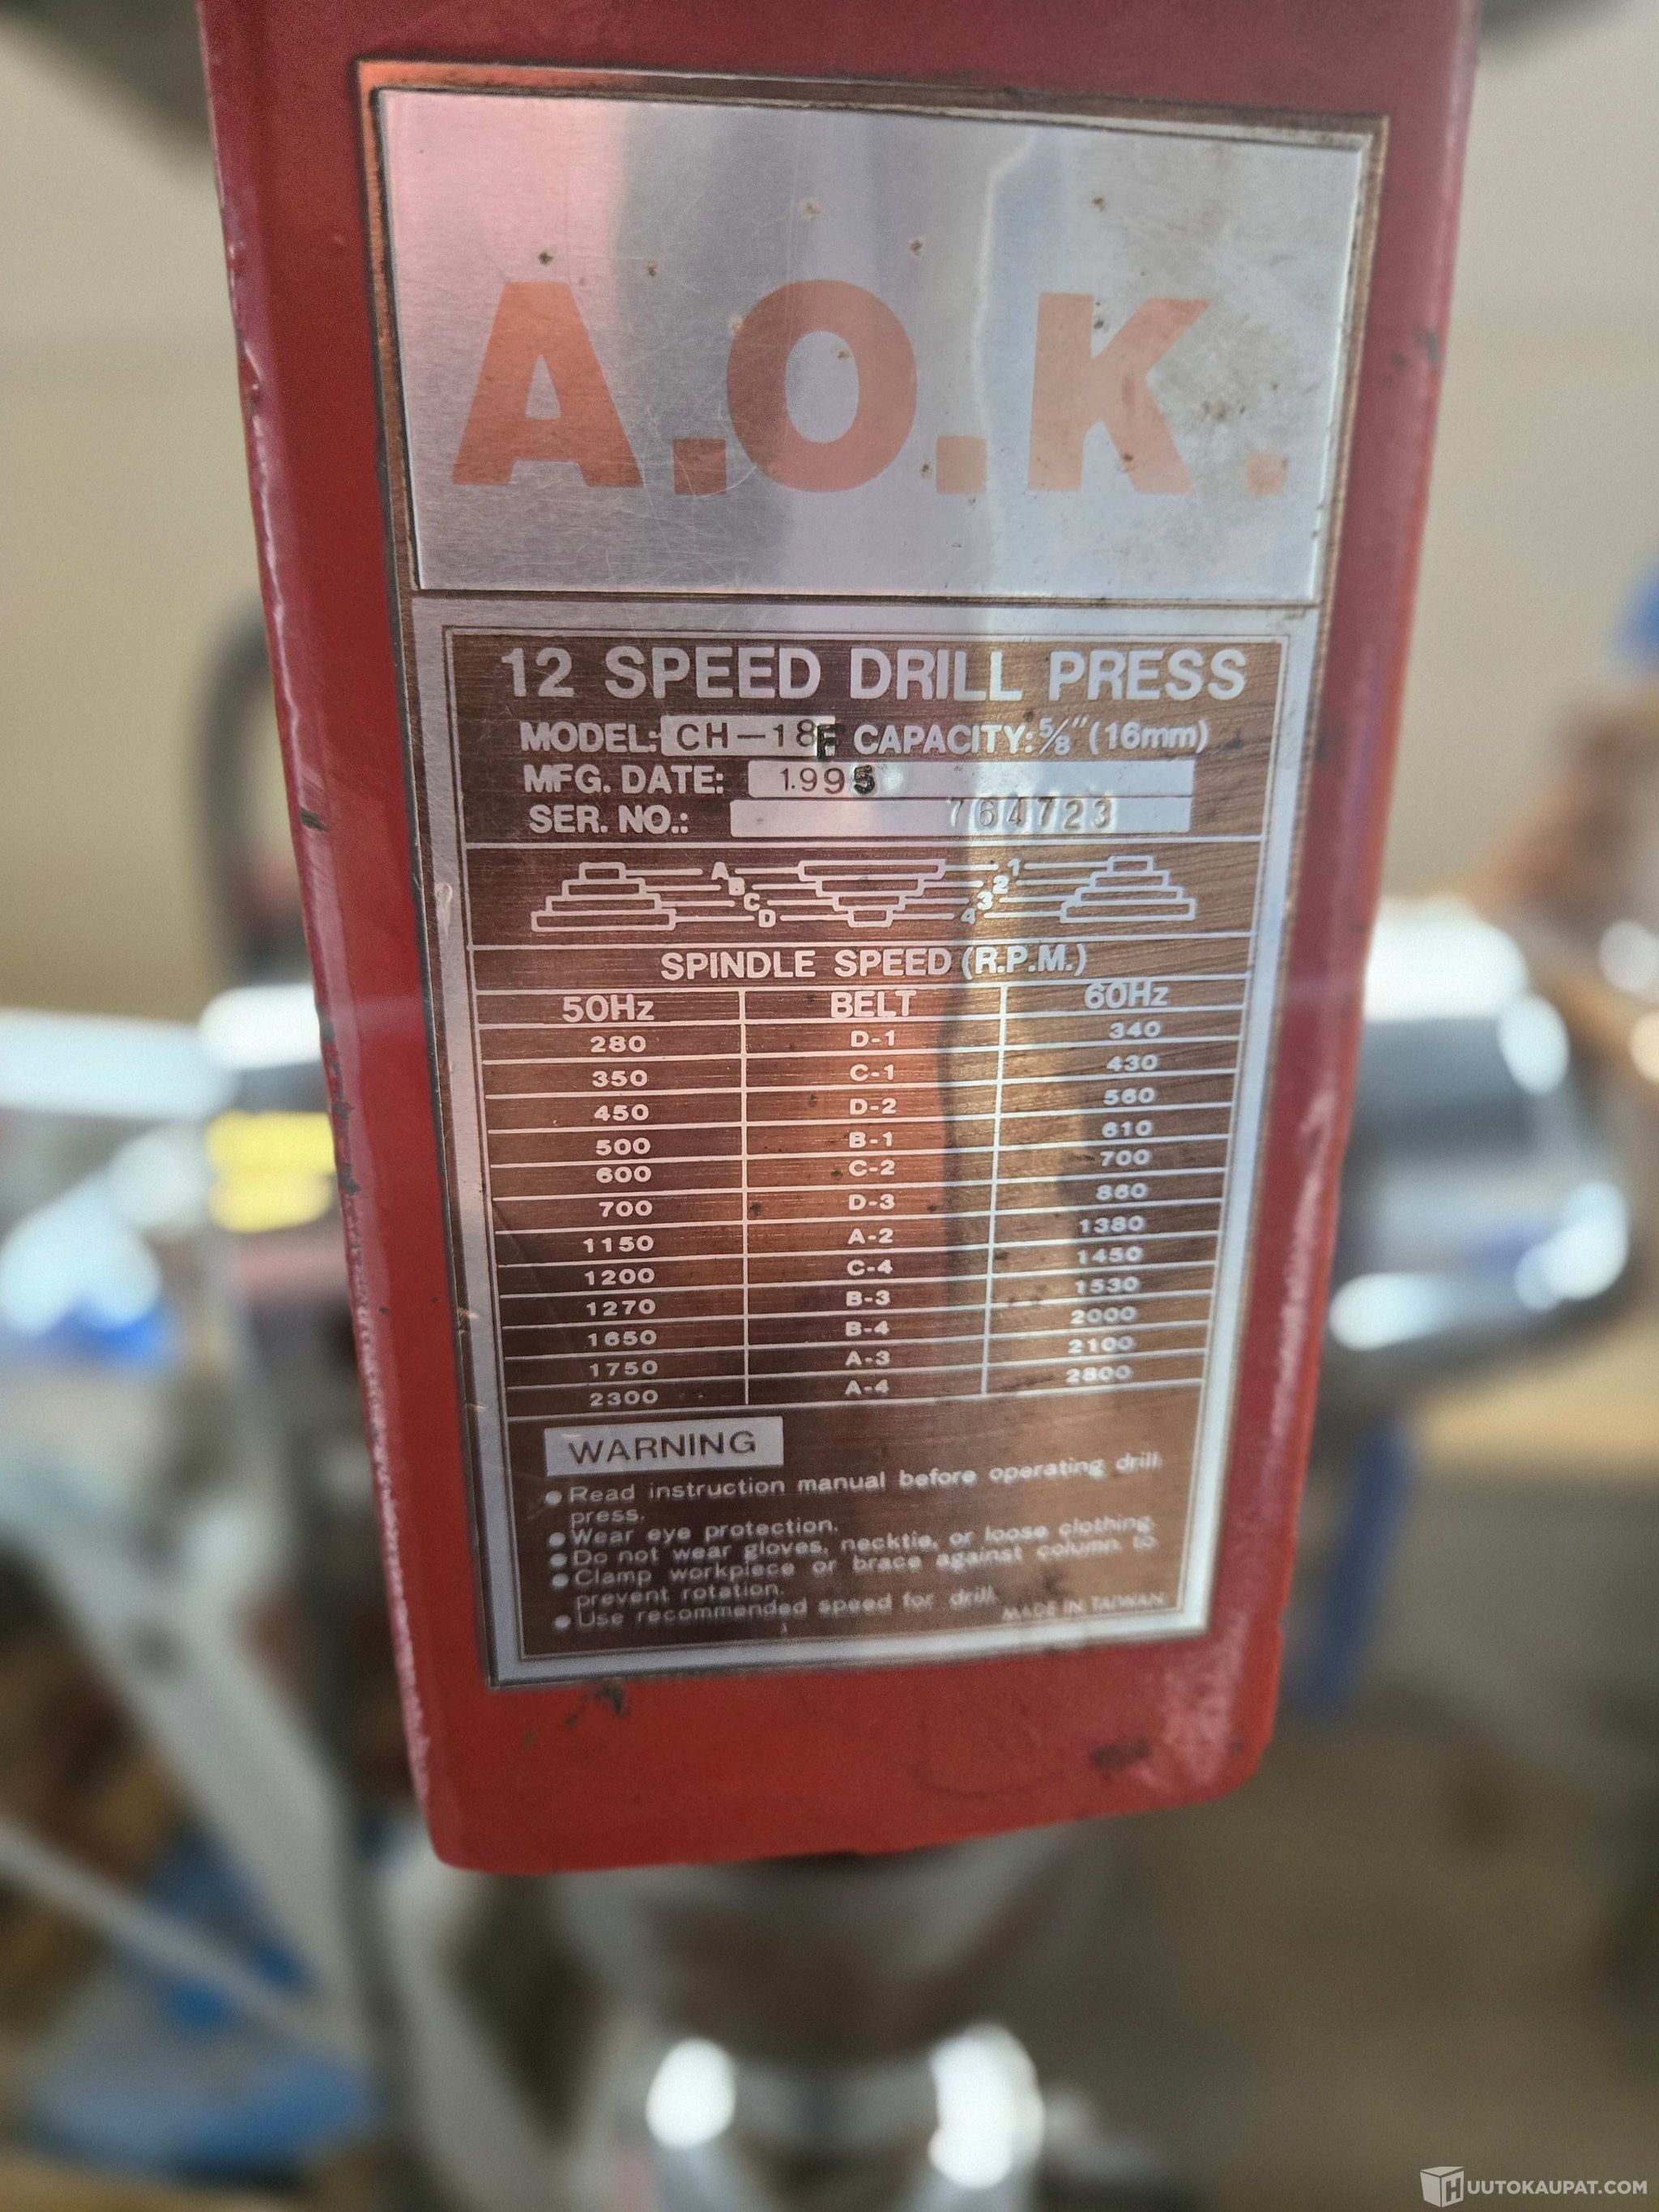 A.O.K.
12 SPEED DRILL PRESS
MODEL: CH-18F CAPACITY: 5/8" (16mm)
MFG. DATE: 1995
SER. NO.: 764723
A 1
B 2
C 3
D 4
SPINDLE SPEED (R.P.M.)
50Hz BELT 60Hz
280 D-1 340
350 C-1 430
450 D-2 560
500 B-1 610
600 C-2 700
700 D-3 860
1150 A-2 1380
1200 C-4 1450
1270 B-3 1530
1650 B-4 2000
1750 A-3 2100
2300 A-4 2800
WARNING
● Read instruction manual before operating drill
press.
● Wear eye protection.
● Do not wear gloves, necktie, or loose clothing.
● Clamp workpiece or brace against column to
prevent rotation.
● Use recommended speed for drill
MADE IN TAIWAN
HUUTOKAUPAT.COM